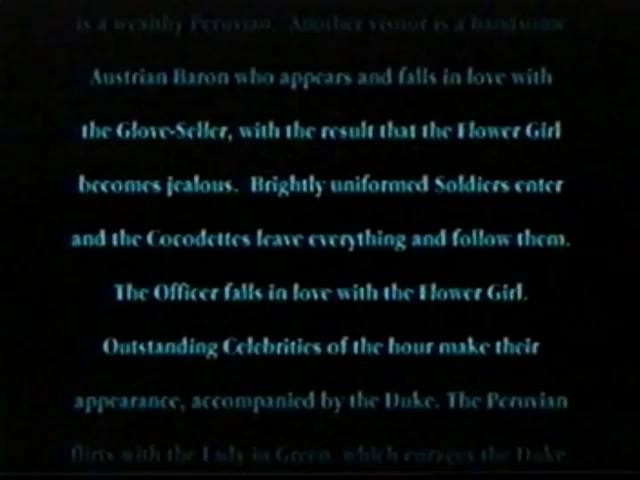 is a wealthy Peruvian. Another visitor is a handsome
Austrian Baron who appears and falls in love with
the Glove-Seller, with the result that the Flower Girl
becomes jealous. Brightly uniformed Soldiers enter
and the Cocodettes leave everything and follow them.
The Officer falls in love with the Flower Girl.
Outstanding Celebrities of the hour make their
appearance, accompanied by the Duke. The Peruvian
flirts with the Lady in Green, which enrages the Duke.